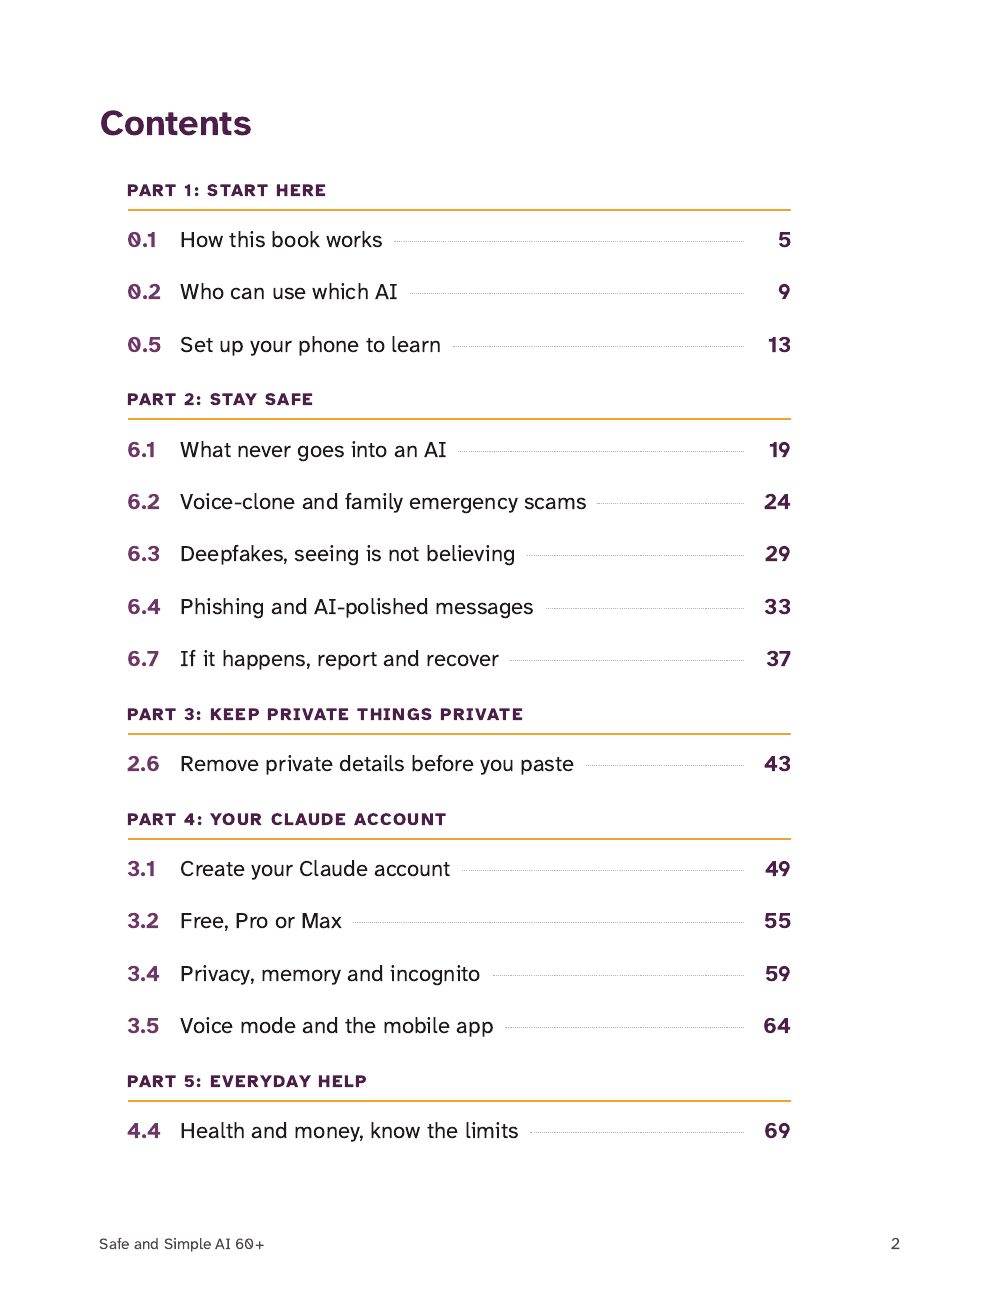 Contents
PART 1: START HERE
0.1 How this book works 5
0.2 Who can use which AI 9
0.5 Set up your phone to learn 13
PART 2: STAY SAFE
6.1 What never goes into an AI 19
6.2 Voice-clone and family emergency scams 24
6.3 Deepfakes, seeing is not believing 29
6.4 Phishing and AI-polished messages 33
6.7 If it happens, report and recover 37
PART 3: KEEP PRIVATE THINGS PRIVATE
2.6 Remove private details before you paste 43
PART 4: YOUR CLAUDE ACCOUNT
3.1 Create your Claude account 49
3.2 Free, Pro or Max 55
3.4 Privacy, memory and incognito 59
3.5 Voice mode and the mobile app 64
PART 5: EVERYDAY HELP
4.4 Health and money, know the limits 69
Safe and Simple AI 60+ 2